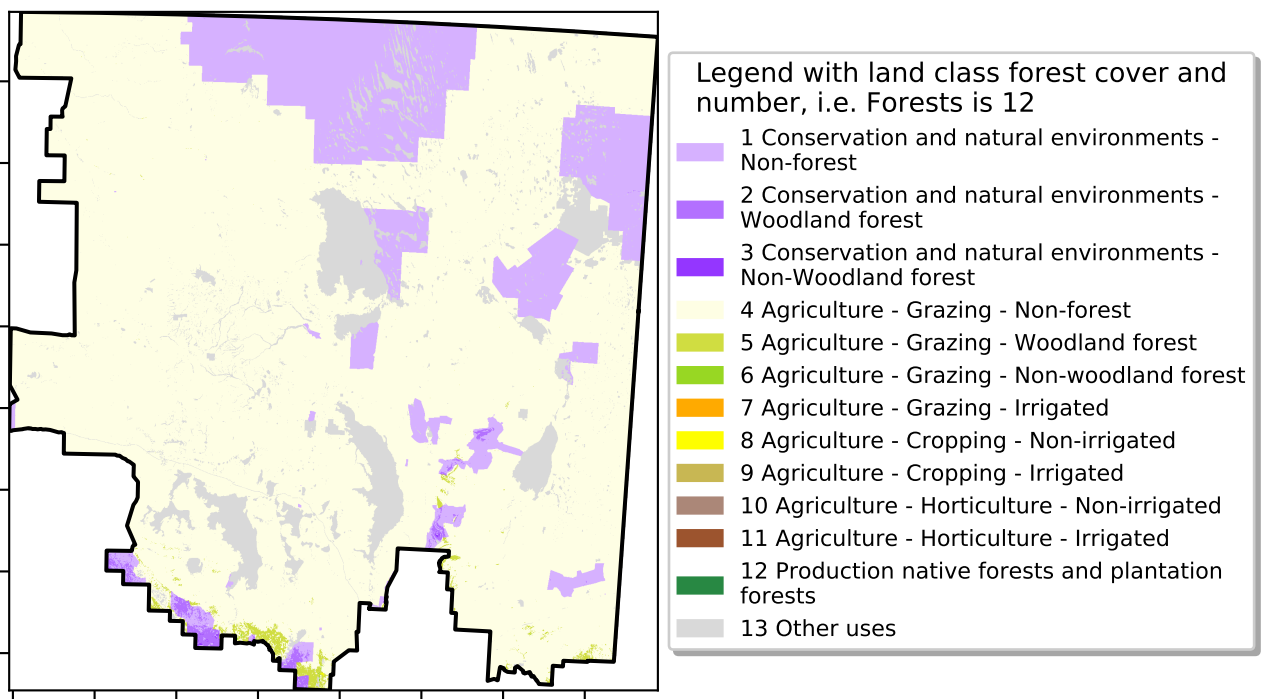 Legend with land class forest cover and
number, i.e. Forests is 12
1 Conservation and natural environments -
Non-forest
2 Conservation and natural environments -
Woodland forest
3 Conservation and natural environments -
Non-Woodland forest
4 Agriculture - Grazing - Non-forest
5 Agriculture - Grazing - Woodland forest
6 Agriculture - Grazing - Non-woodland forest
7 Agriculture - Grazing - Irrigated
8 Agriculture - Cropping - Non-irrigated
9 Agriculture - Cropping - Irrigated
10 Agriculture - Horticulture - Non-irrigated
11 Agriculture - Horticulture - Irrigated
12 Production native forests and plantation
forests
13 Other uses